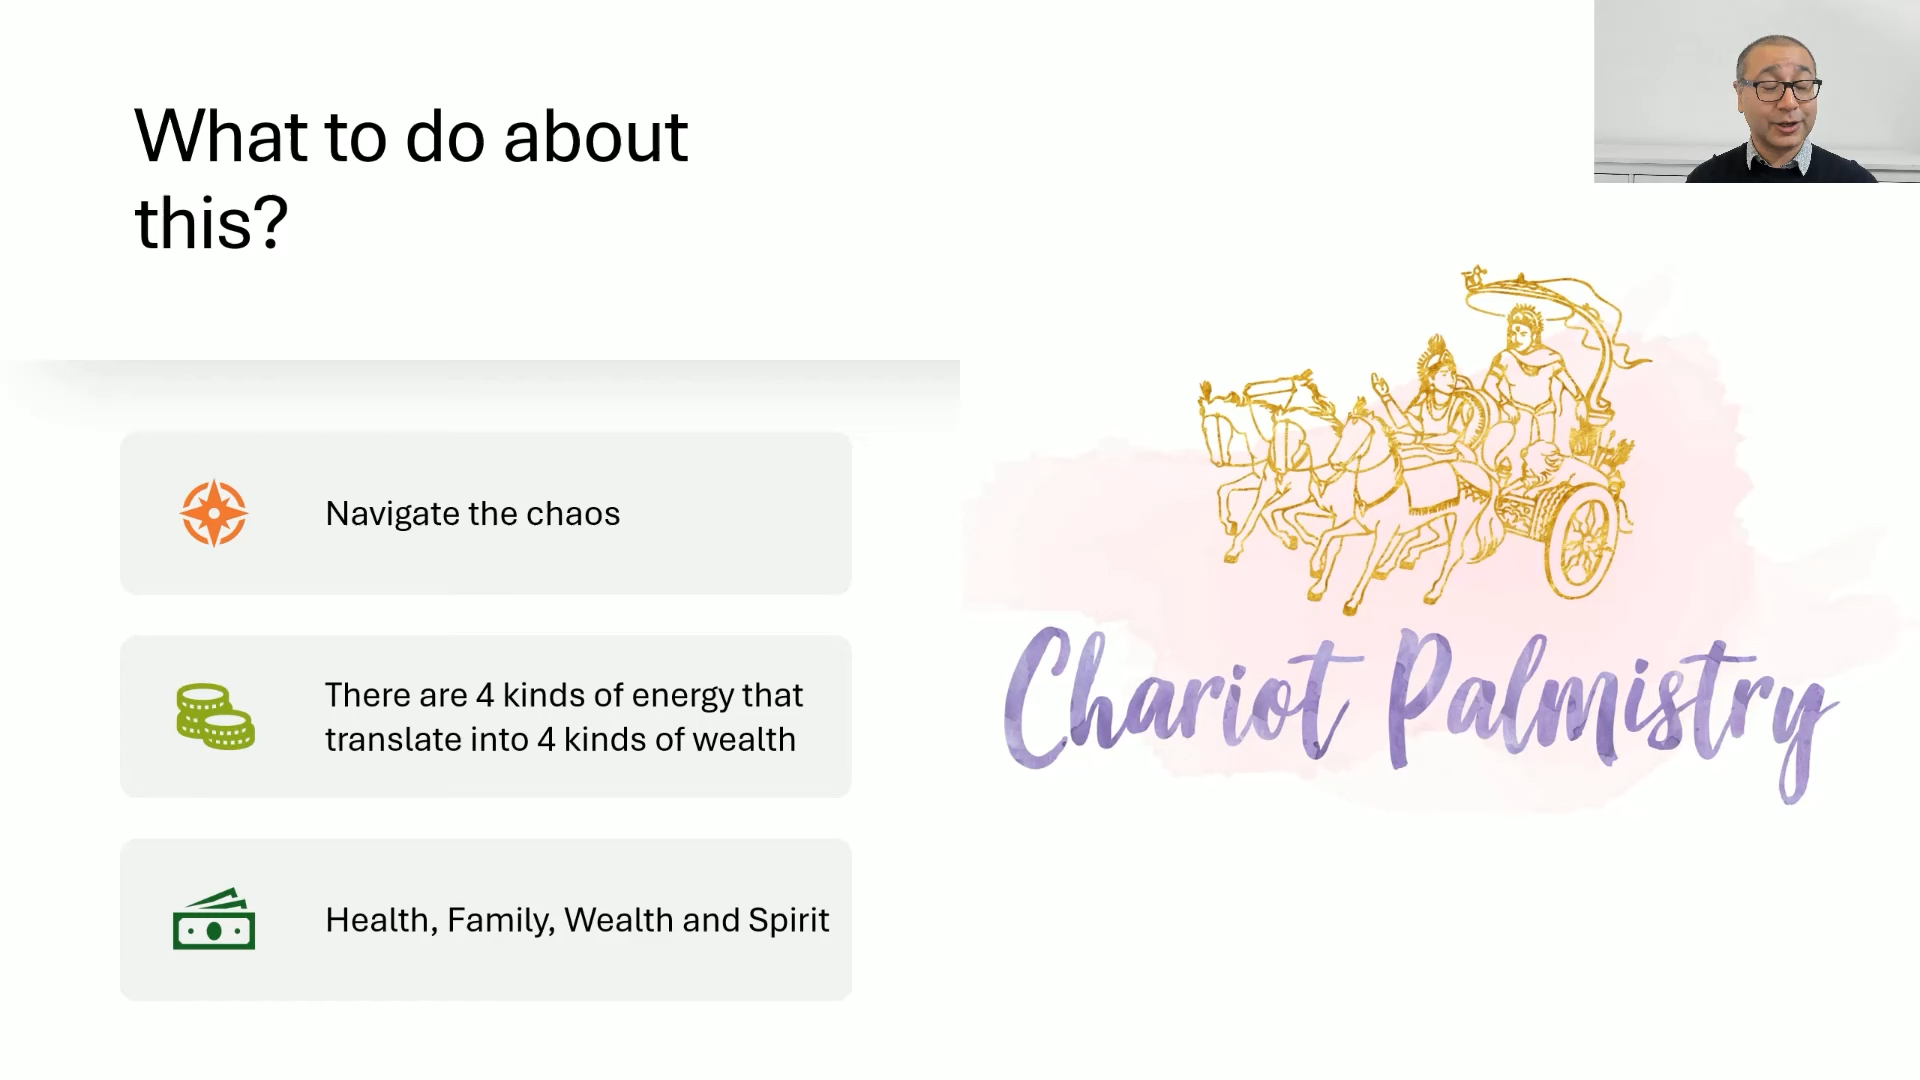 What to do about
this?
Navigate the chaos
There are 4 kinds of energy that
translate into 4 kinds of wealth
Health, Family, Wealth and Spirit
Chariot Palmistry